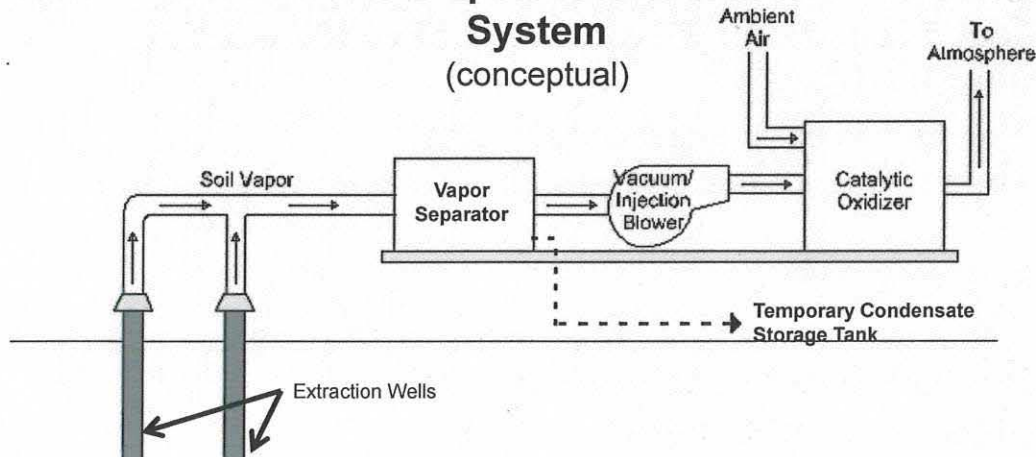 System
(conceptual)
Ambient
Air
To
Atmosphere
Soil Vapor
Vapor
Separator
Vacuum/
Injection
Blower
Catalytic
Oxidizer
Temporary Condensate
Storage Tank
Extraction Wells